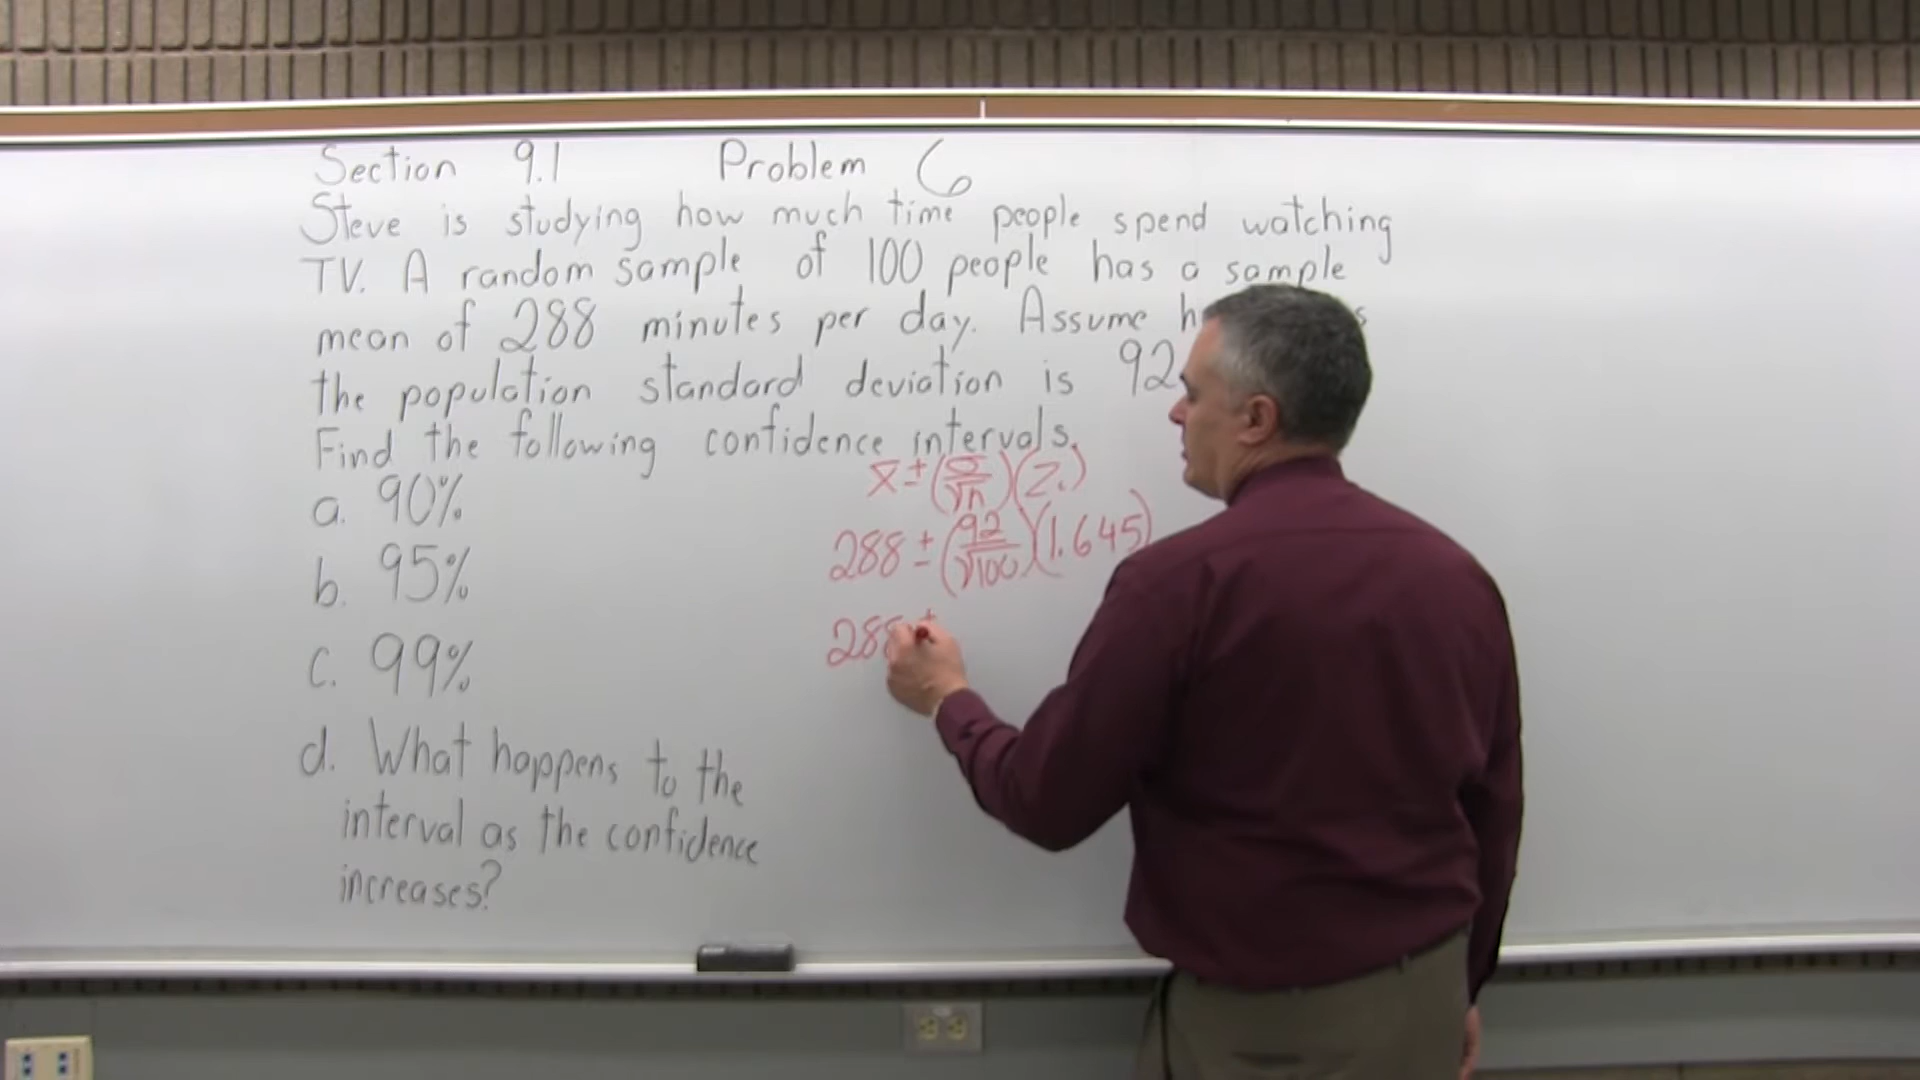 Section 9.1 Problem 6
Steve is studying how much time people spend watching
TV. A random sample of 100 people has a sample
mean of 288 minutes per day. Assume
the population standard deviation is 92
Find the following confidence intervals.
x̄ ± (σ/√n)(Zc)
a. 90%
288 ± (92/√100)(1.645)
b. 95%
288 ±
c. 99%
d. What happens to the
interval as the confidence
increases?